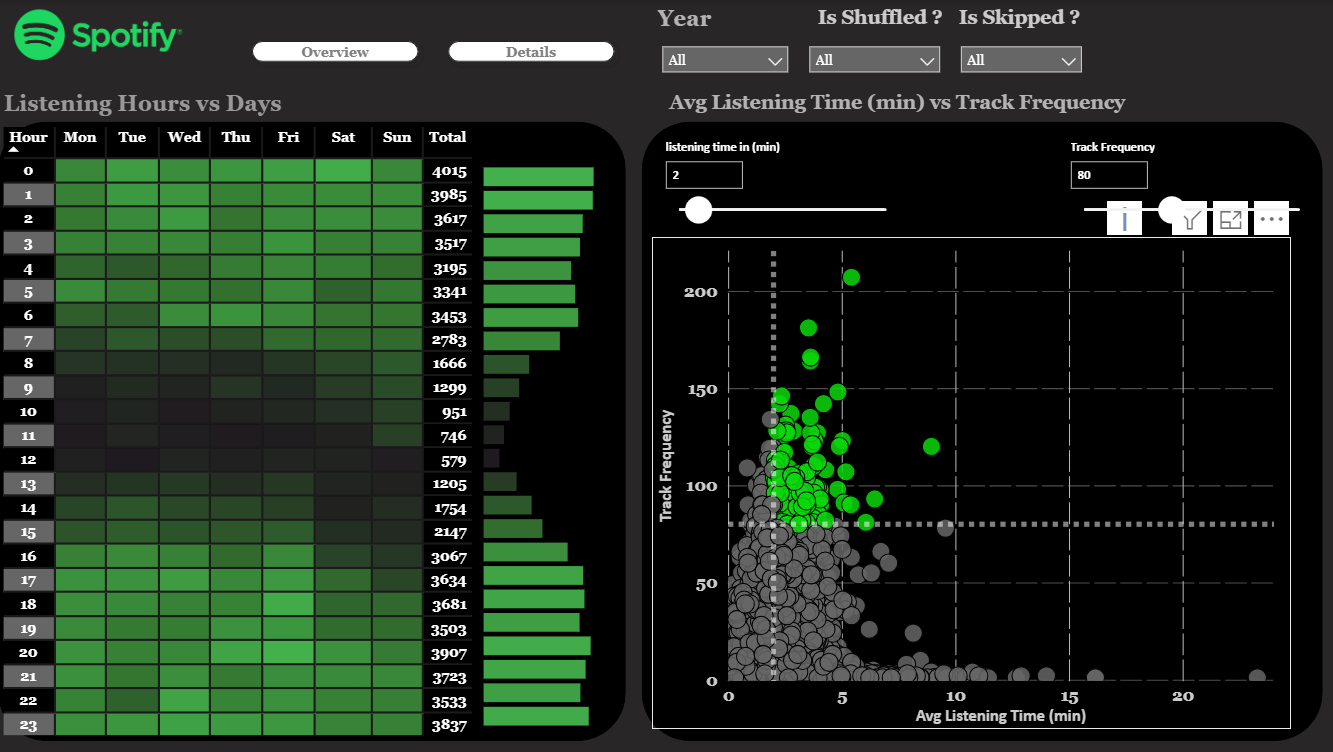 Spotify
Overview Details
Year Is Shuffled ? Is Skipped ?
All All All
Listening Hours vs Days
Hour Mon Tue Wed Thu Fri Sat Sun Total
0 4015
1 3985
2 3617
3 3517
4 3195
5 3341
6 3453
7 2783
8 1666
9 1299
10 951
11 746
12 579
13 1205
14 1754
15 2147
16 3067
17 3634
18 3681
19 3503
20 3907
21 3723
22 3533
23 3837
Avg Listening Time (min) vs Track Frequency
listening time in (min) Track Frequency
2 80
200
150
100
50
0
Track Frequency
0 5 10 15 20
Avg Listening Time (min)